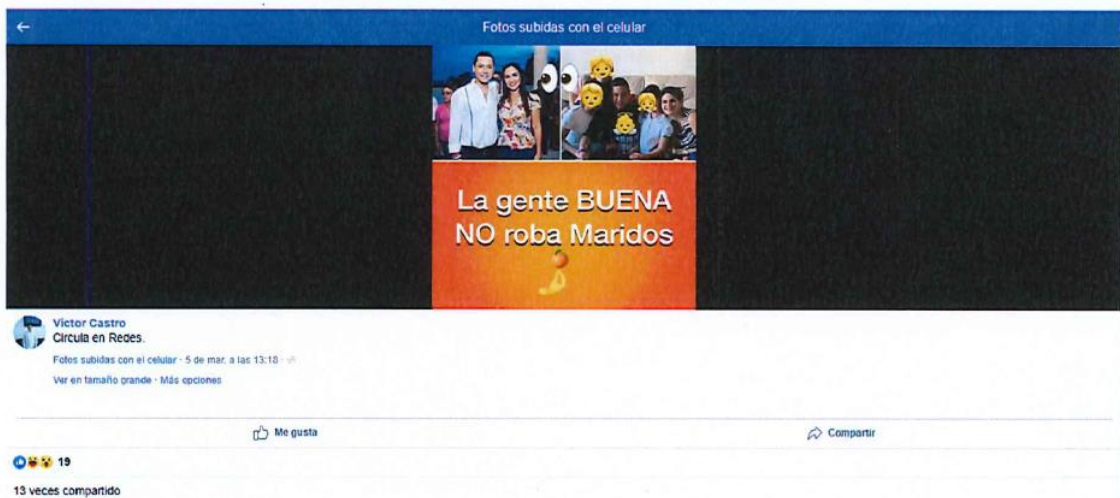 Fotos subidas con el celular
La gente BUENA
NO roba Maridos
Víctor Castro
Circula en Redes.
Fotos subidas con el celular · 5 de mar. a las 13:18 ·
Ver en tamaño grande · Más opciones
Me gusta
Compartir
19
13 veces compartido